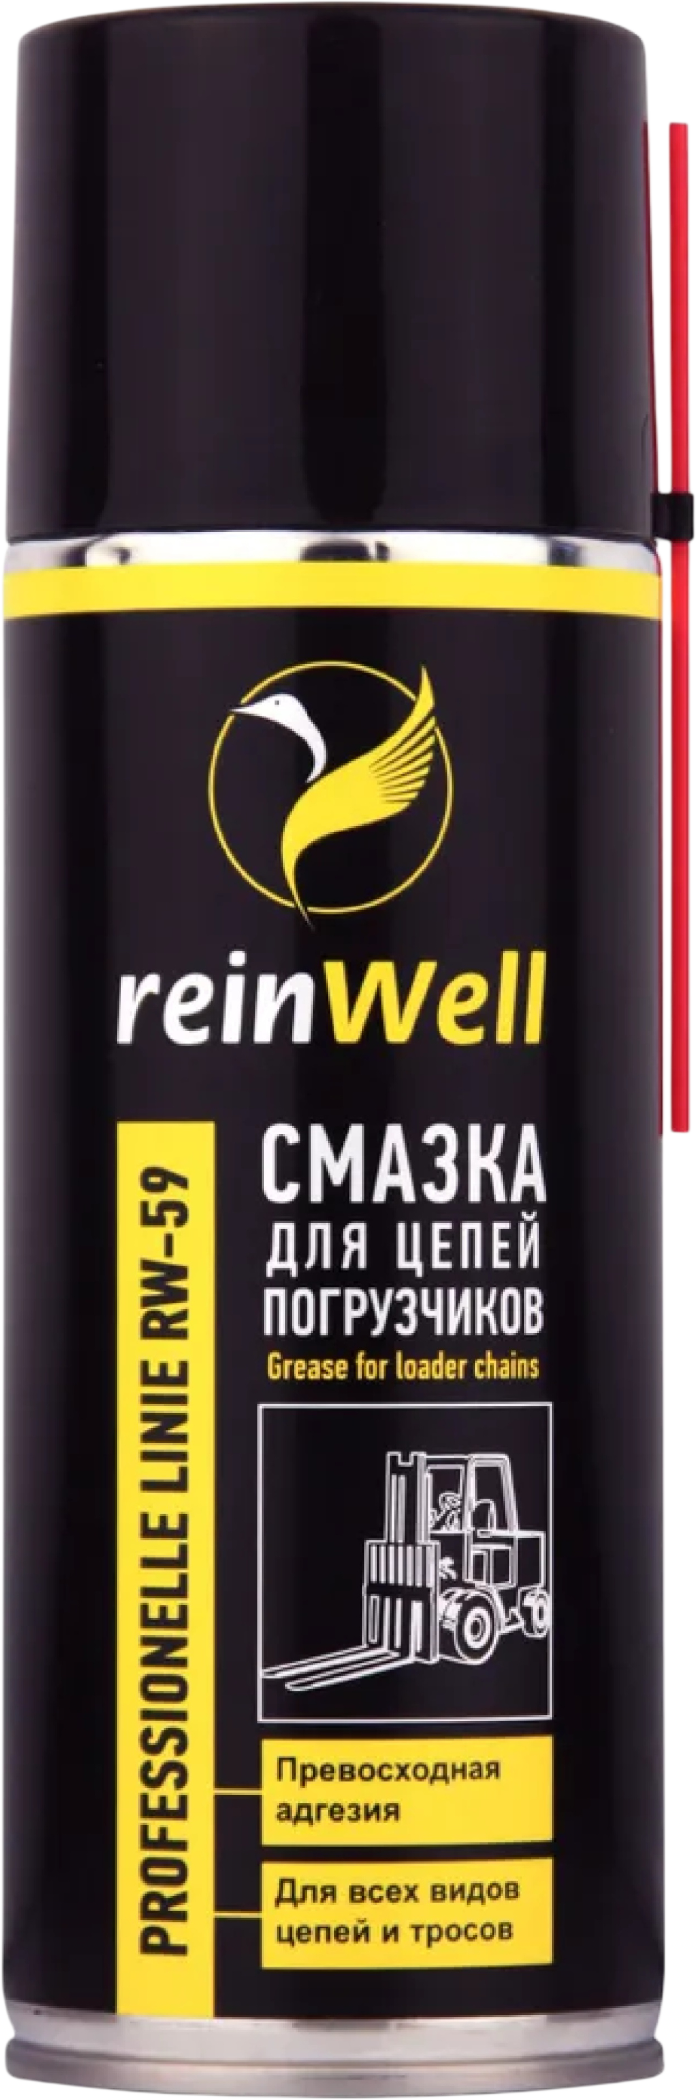 reinWell
PROFESSIONELLE LINIE RW-59
СМАЗКА
ДЛЯ ЦЕПЕЙ
ПОГРУЗЧИКОВ
Grease for loader chains
Превосходная
адгезия
Для всех видов
цепей и тросов